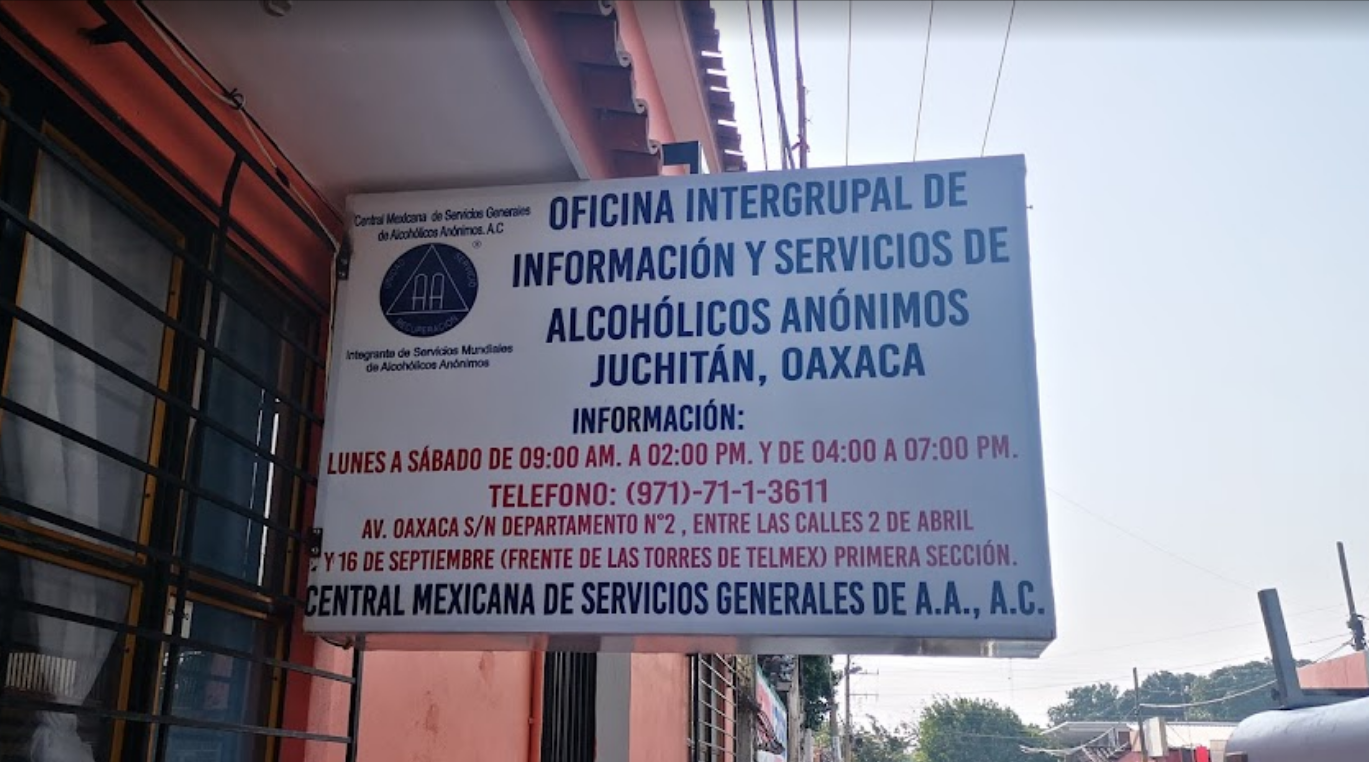 Central Mexicana de Servicios Generales
de Alcohólicos Anónimos. A.C
®
UNIDAD SERVICIO
AA
RECUPERACIÓN
Integrante de Servicios Mundiales
de Alcohólicos Anónimos
OFICINA INTERGRUPAL DE
INFORMACIÓN Y SERVICIOS DE
ALCOHÓLICOS ANÓNIMOS
JUCHITÁN, OAXACA
INFORMACIÓN:
LUNES A SÁBADO DE 09:00 AM. A 02:00 PM. Y DE 04:00 A 07:00 PM.
TELEFONO: (971)-71-1-3611
AV. OAXACA S/N DEPARTAMENTO N°2 , ENTRE LAS CALLES 2 DE ABRIL
Y 16 DE SEPTIEMBRE (FRENTE DE LAS TORRES DE TELMEX) PRIMERA SECCIÓN.
CENTRAL MEXICANA DE SERVICIOS GENERALES DE A.A., A.C.